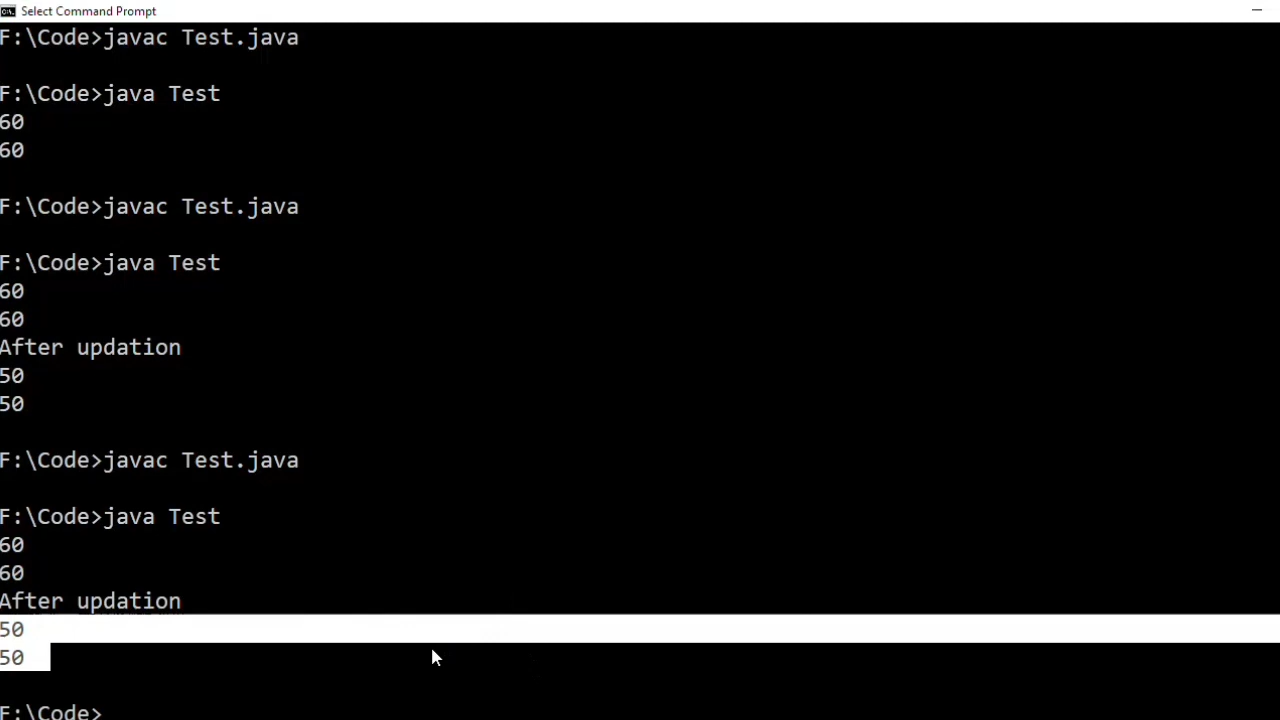 Select Command Prompt
F:\Code>javac Test.java
F:\Code>java Test
60
60
F:\Code>javac Test.java
F:\Code>java Test
60
60
After updation
50
50
F:\Code>javac Test.java
F:\Code>java Test
60
60
After updation
50
50
F:\Code>